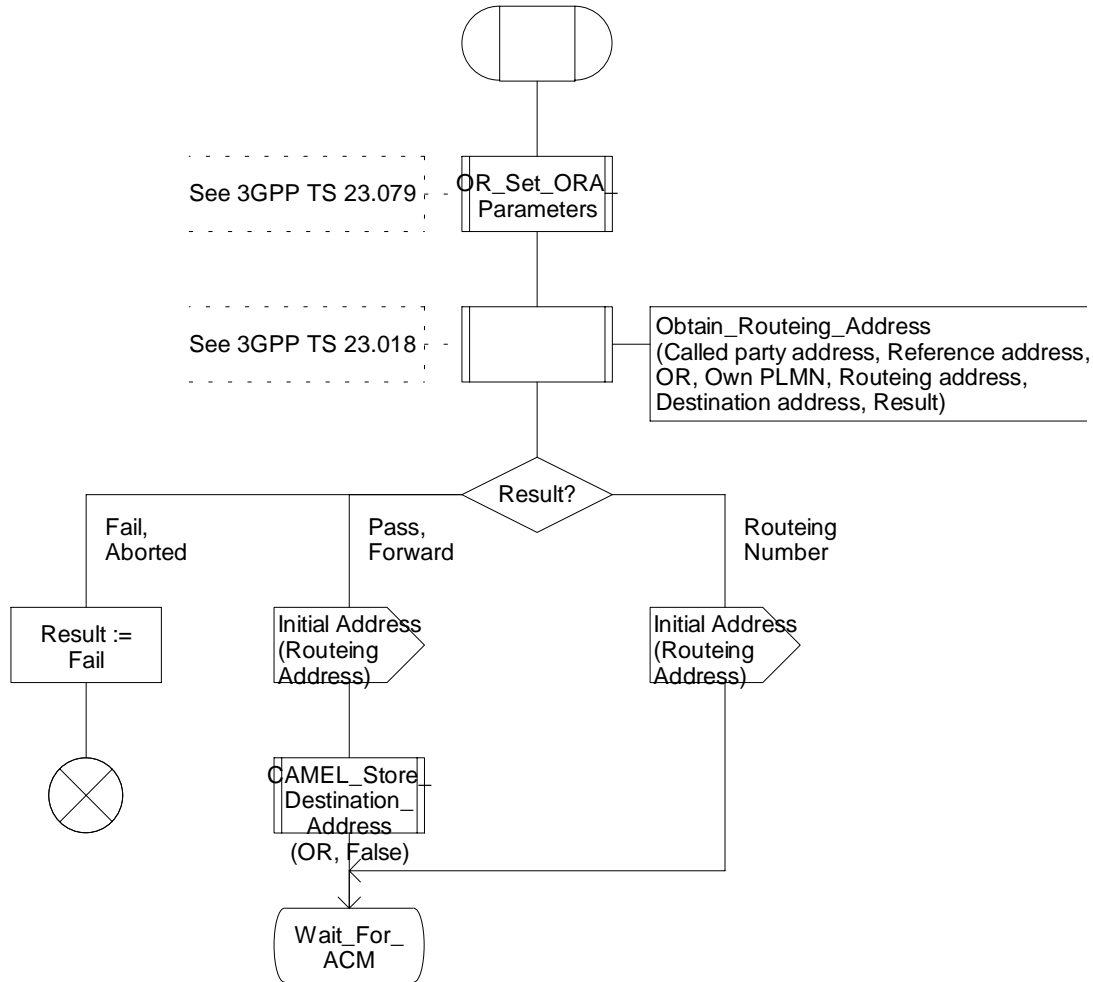 See 3GPP TS 23.079
OR_Set_ORA_
Parameters
See 3GPP TS 23.018
Obtain_Routeing_Address
(Called party address, Reference address,
OR, Own PLMN, Routeing address,
Destination address, Result)
Result?
Fail,
Aborted
Pass,
Forward
Routeing
Number
Result :=
Fail
Initial Address
(Routeing
Address)
Initial Address
(Routeing
Address)
CAMEL_Store_
Destination_
Address
(OR, False)
Wait_For_
ACM